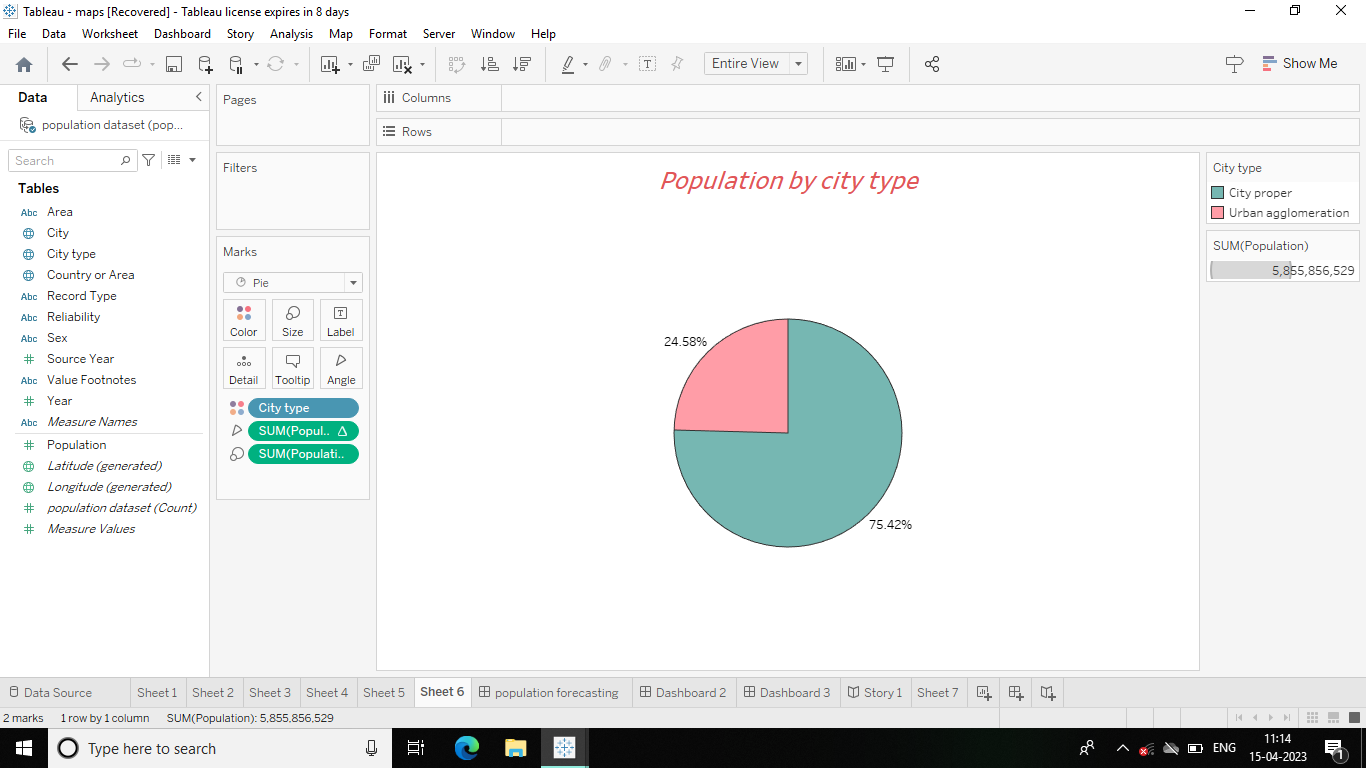 Tableau - maps [Recovered] - Tableau license expires in 8 days
File Data Worksheet Dashboard Story Analysis Map Format Server Window Help
Entire View
Show Me
Data Analytics
population dataset (pop...
Search
Tables
Abc Area
City
City type
Country or Area
Abc Record Type
Abc Reliability
Abc Sex
Source Year
Abc Value Footnotes
Year
Abc Measure Names
Population
Latitude (generated)
Longitude (generated)
population dataset (Count)
Measure Values
Pages
Filters
Marks
Pie
Color Size Label
Detail Tooltip Angle
City type
SUM(Popul..
SUM(Populati..
Columns
Rows
Population by city type
24.58%
75.42%
City type
City proper
Urban agglomeration
SUM(Population)
5,855,856,529
Data Source Sheet 1 Sheet 2 Sheet 3 Sheet 4 Sheet 5 Sheet 6 population forecasting Dashboard 2 Dashboard 3 Story 1 Sheet 7
2 marks 1 row by 1 column SUM(Population): 5,855,856,529
Type here to search
ENG
11:14
15-04-2023
1